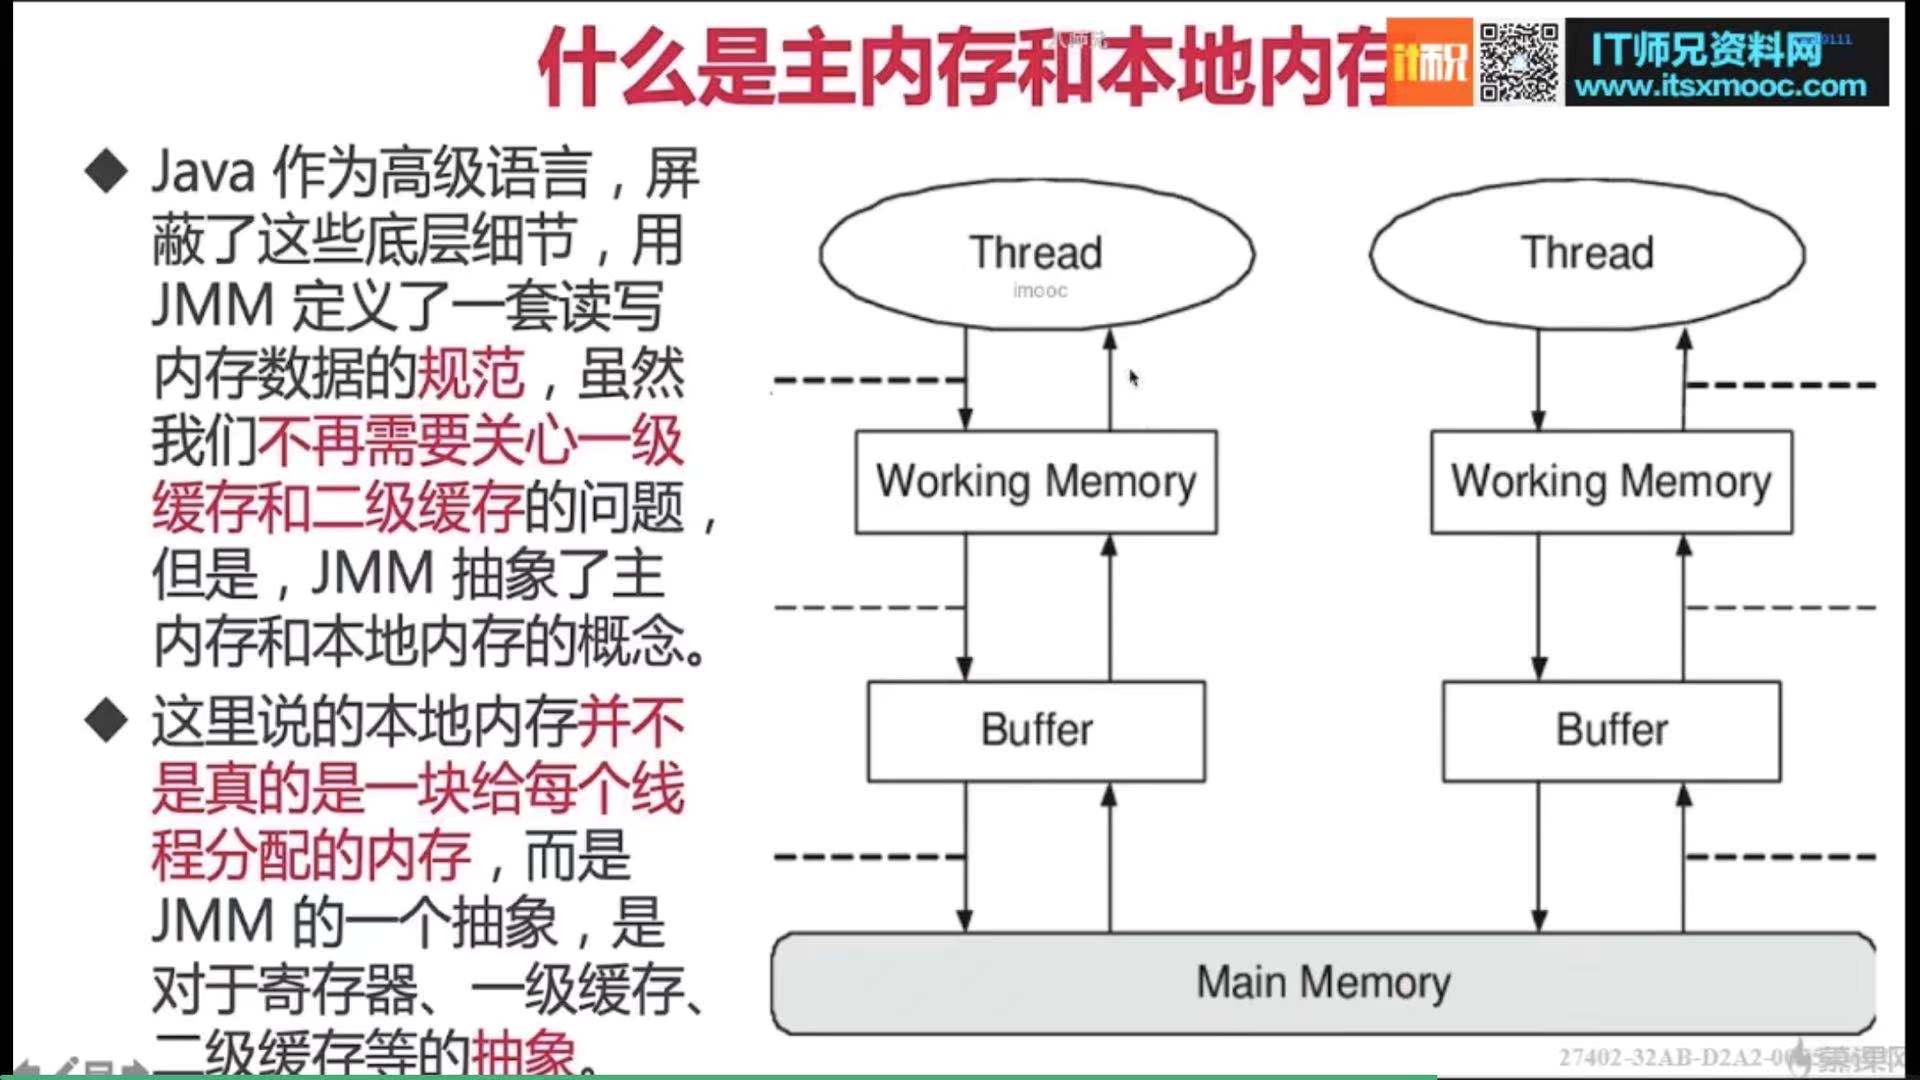 什么是主内存和本地内存
IT师兄资料网
www.itsxmooc.com
Java 作为高级语言，屏
蔽了这些底层细节，用
JMM 定义了一套读写
内存数据的规范，虽然
我们不再需要关心一级
缓存和二级缓存的问题，
但是，JMM 抽象了主
内存和本地内存的概念。
这里说的本地内存并不
是真的是一块给每个线
程分配的内存，而是
JMM 的一个抽象，是
对于寄存器、一级缓存、
二级缓存等的抽象。
Thread
imooc
Thread
Working Memory
Working Memory
Buffer
Buffer
Main Memory
27402-32AB-D2A2-0
慕课网